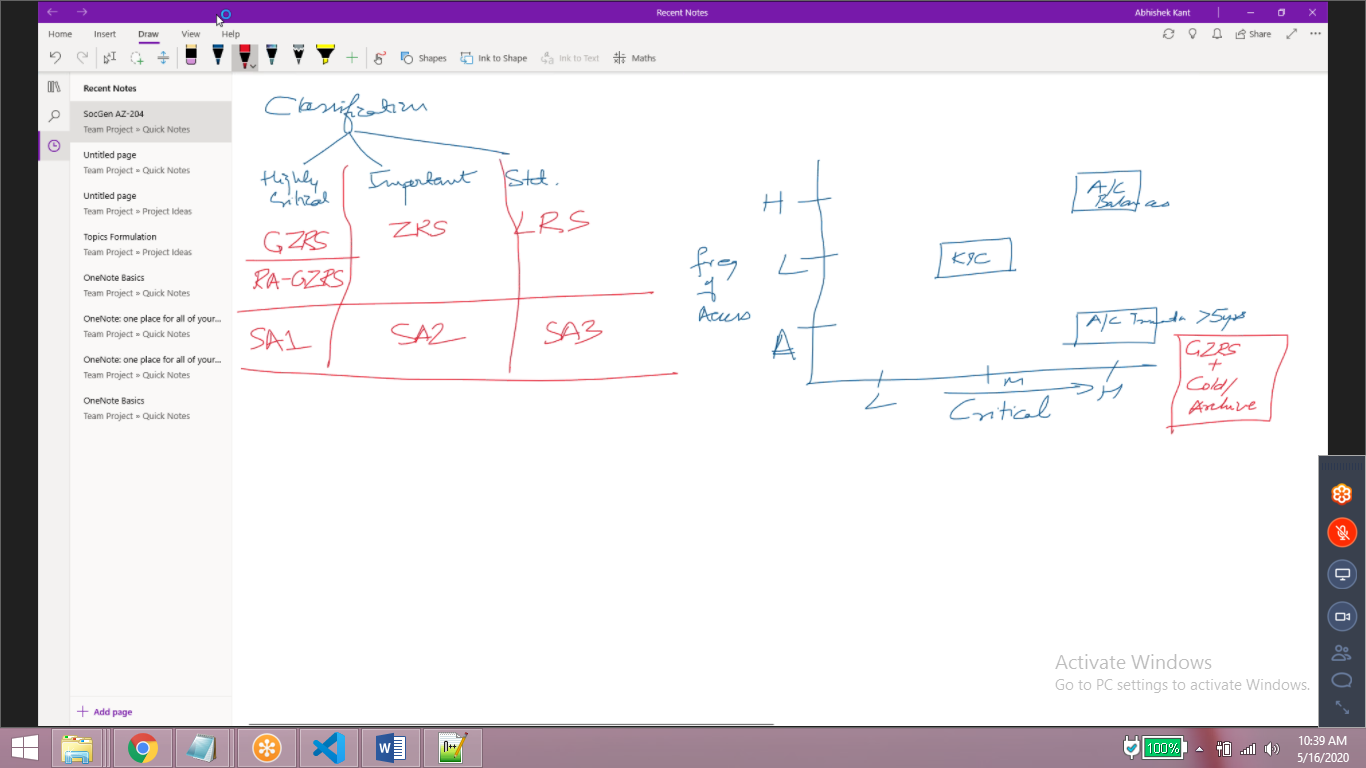 Recent Notes
Abhishek Kant
Home Insert Draw View Help
Share
Shapes Ink to Shape Ink to Text Maths
Recent Notes
SocGen AZ-204
Team Project » Quick Notes
Untitled page
Team Project » Quick Notes
Untitled page
Team Project » Project Ideas
Topics Formulation
Team Project » Project Ideas
OneNote Basics
Team Project » Quick Notes
OneNote: one place for all of your...
Team Project » Quick Notes
OneNote: one place for all of your...
Team Project » Quick Notes
OneNote Basics
Team Project » Quick Notes
Add page
Classification
Highly
Critical
Important
Std.
GZRS
RA-GZRS
ZRS
LRS
SA1
SA2
SA3
H
L
A
Freq
of
Access
A/C
Balances
KYC
A/C >5yrs
GZRS
+
Cold/
Archive
L
M
H
Critical
Activate Windows
Go to PC settings to activate Windows.
100%
10:39 AM
5/16/2020